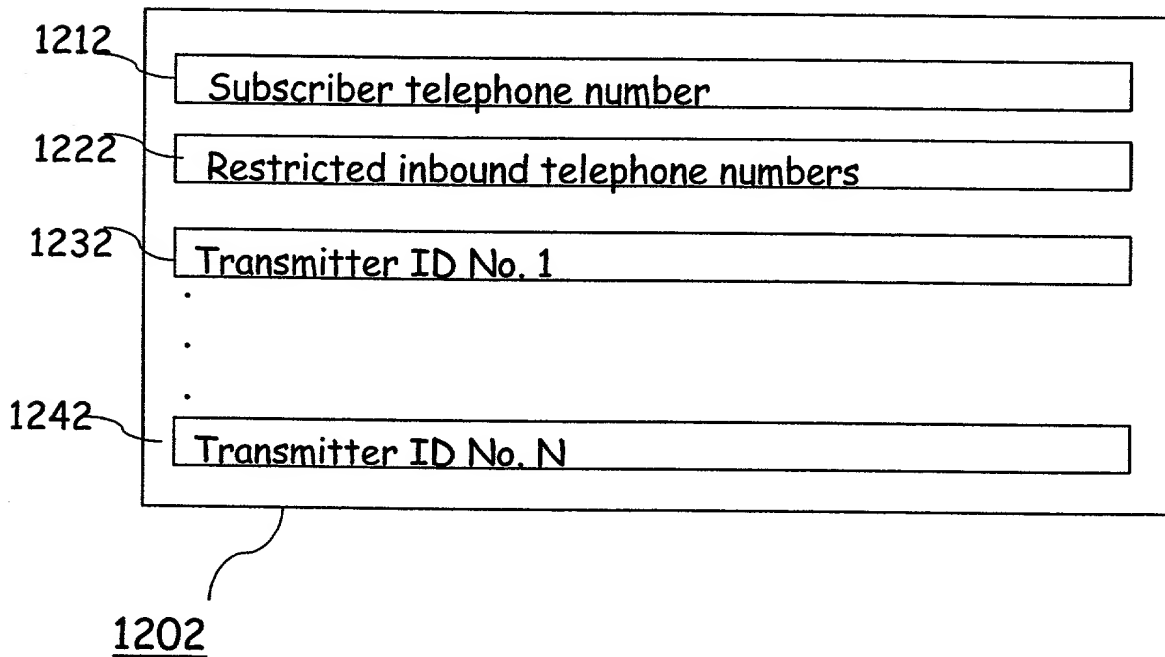 1212
Subscriber telephone number
1222
Restricted inbound telephone numbers
1232
Transmitter ID No. 1
.
.
.
1242
Transmitter ID No. N
1202